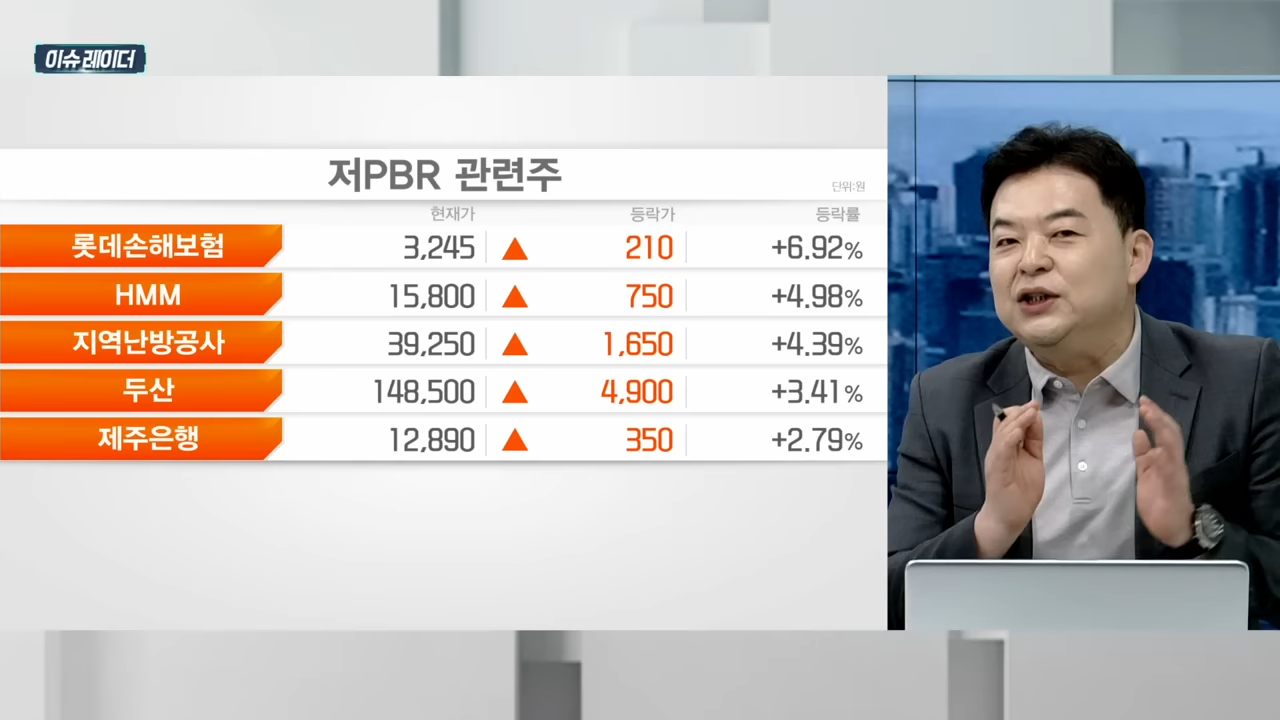 이슈레이더
저PBR 관련주
단위:원
현재가 등락가 등락률
롯데손해보험 3,245 ▲ 210 +6.92%
HMM 15,800 ▲ 750 +4.98%
지역난방공사 39,250 ▲ 1,650 +4.39%
두산 148,500 ▲ 4,900 +3.41%
제주은행 12,890 ▲ 350 +2.79%